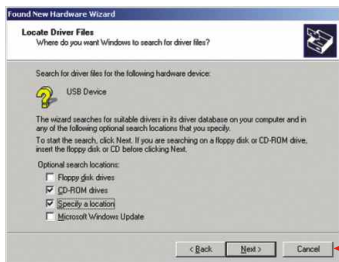 Found New Hardware Wizard
Locate Driver Files
Where do you want Windows to search for driver files?
Search for driver files for the following hardware device:
USB Device
The wizard searches for suitable drivers in its driver database on your computer and in
any of the following optional search locations that you specify.
To start the search, click Next. If you are searching on a floppy disk or CD-ROM drive,
insert the floppy disk or CD before clicking Next.
Optional search locations:
Floppy disk drives
CD-ROM drives
Specify a location
Microsoft Windows Update
< Back
Next >
Cancel